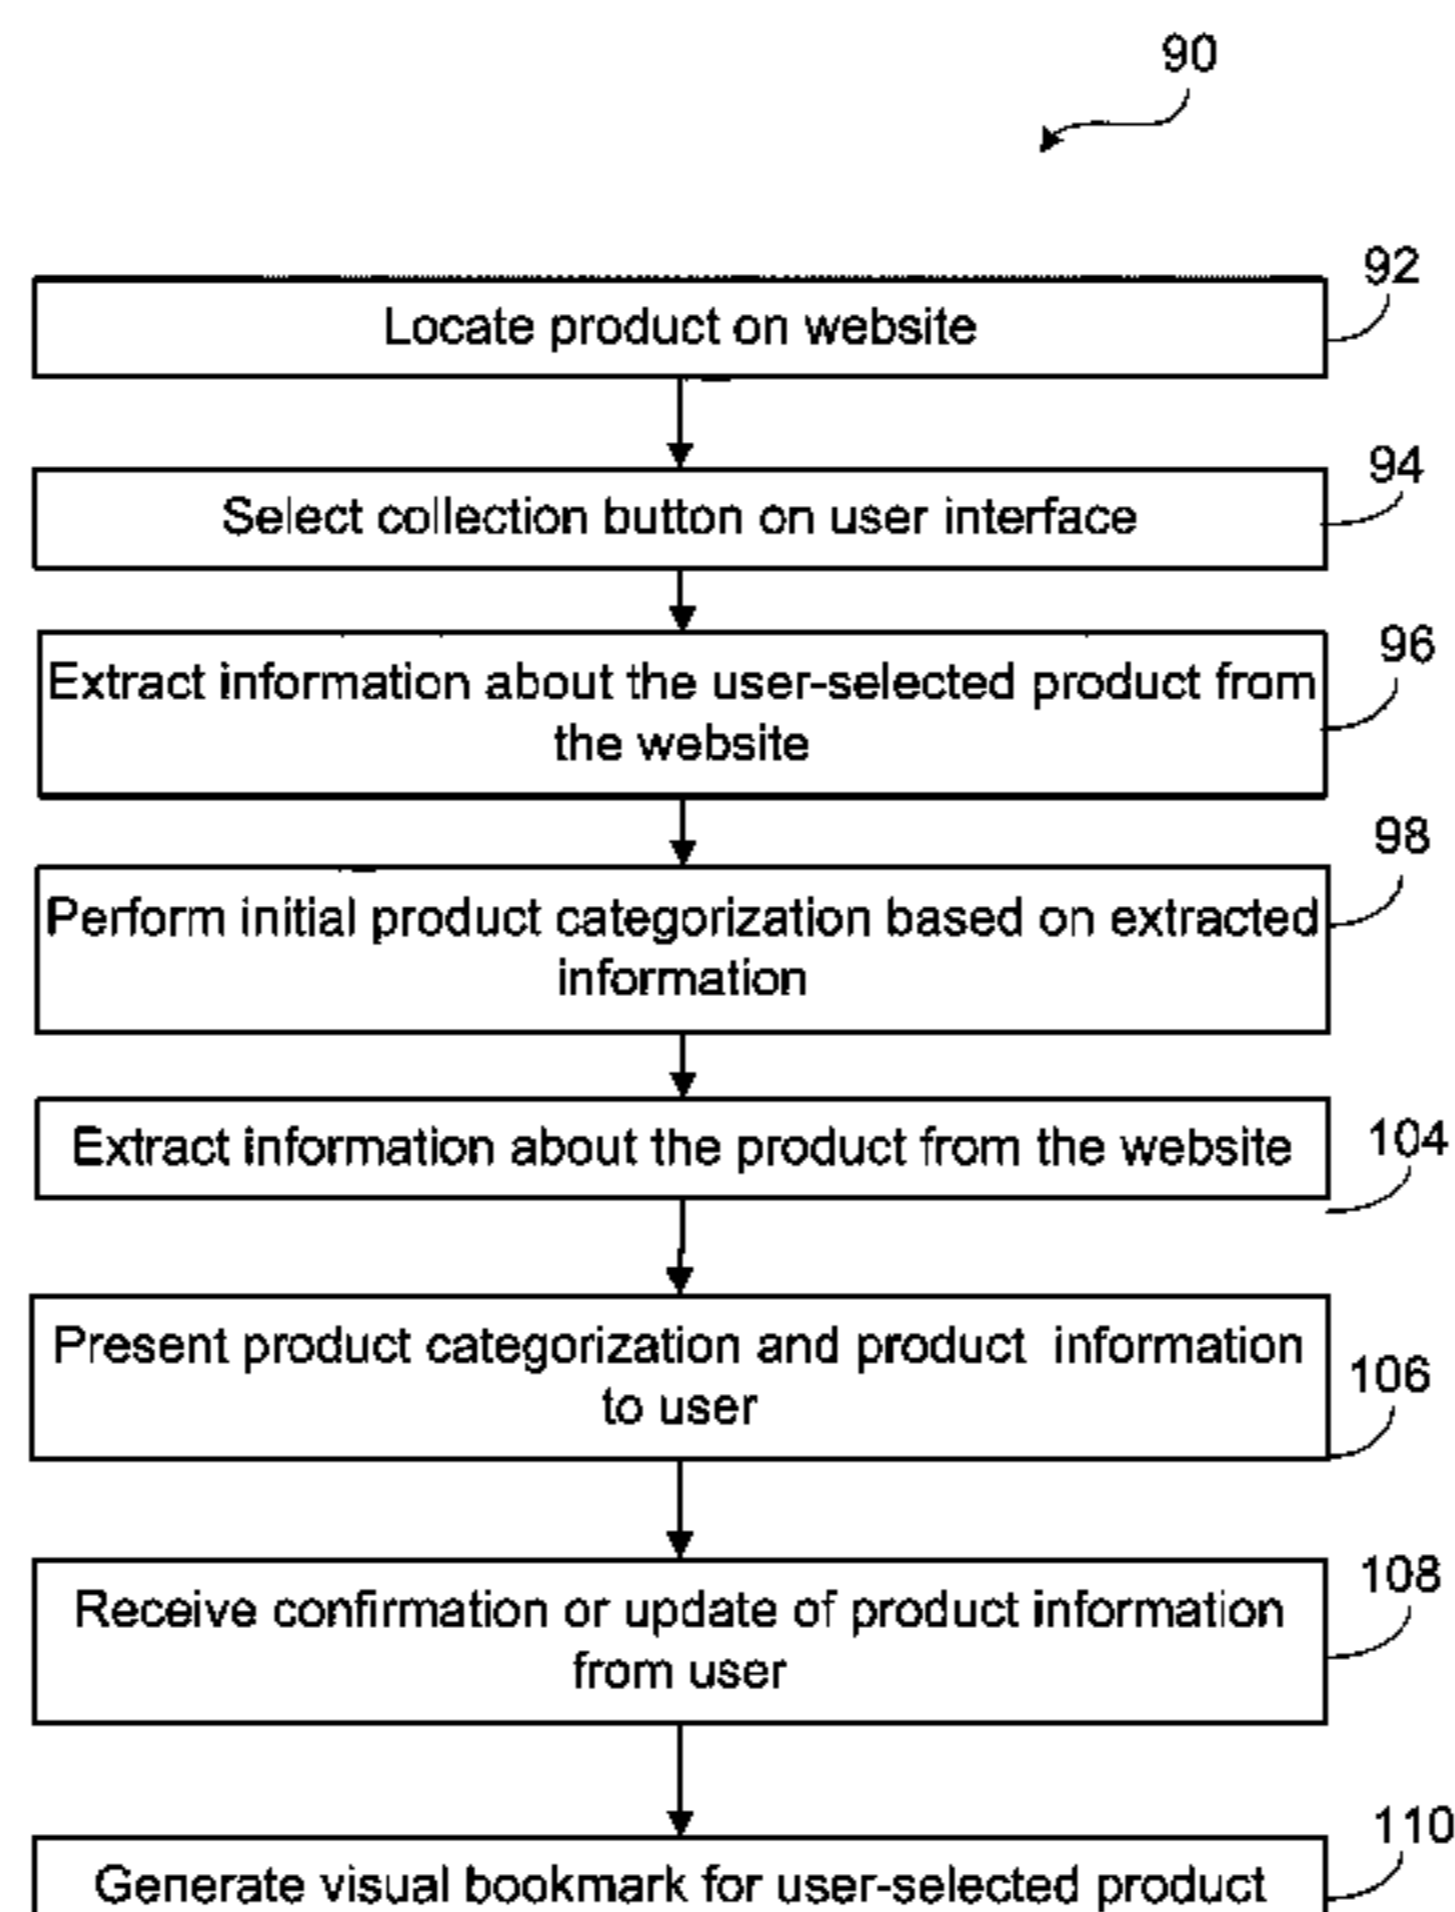 90
Locate product on website
92
Select collection button on user interface
94
Extract information about the user-selected product from
the website
96
Perform initial product categorization based on extracted
information
98
Extract information about the product from the website
104
Present product categorization and product information
to user
106
Receive confirmation or update of product information
from user
108
Generate visual bookmark for user-selected product
110